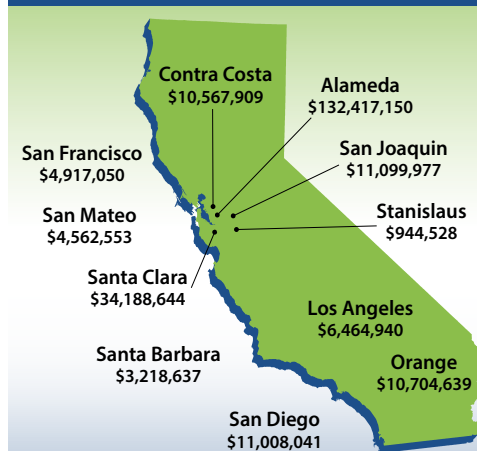 Contra Costa
$10,567,909
Alameda
$132,417,150
San Francisco
$4,917,050
San Joaquin
$11,099,977
San Mateo
$4,562,553
Stanislaus
$944,528
Santa Clara
$34,188,644
Los Angeles
$6,464,940
Santa Barbara
$3,218,637
Orange
$10,704,639
San Diego
$11,008,041